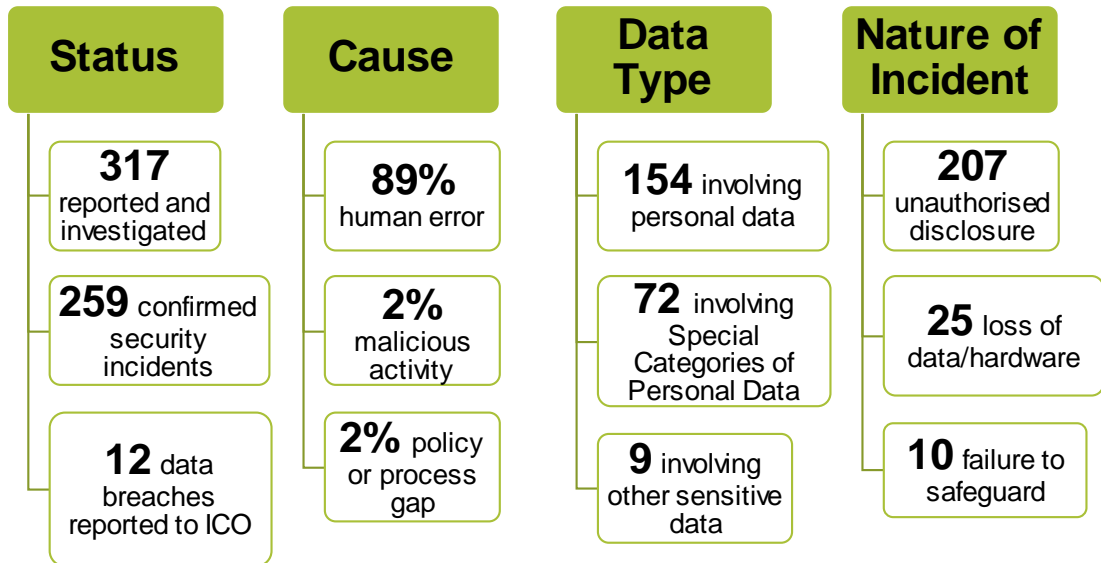 Status
317
reported and
investigated
259 confirmed
security
incidents
12 data
breaches
reported to ICO
Cause
89%
human error
2%
malicious
activity
2% policy
or process
gap
Data
Type
154 involving
personal data
72 involving
Special
Categories of
Personal Data
9 involving
other sensitive
data
Nature of
Incident
207
unauthorised
disclosure
25 loss of
data/hardware
10 failure to
safeguard